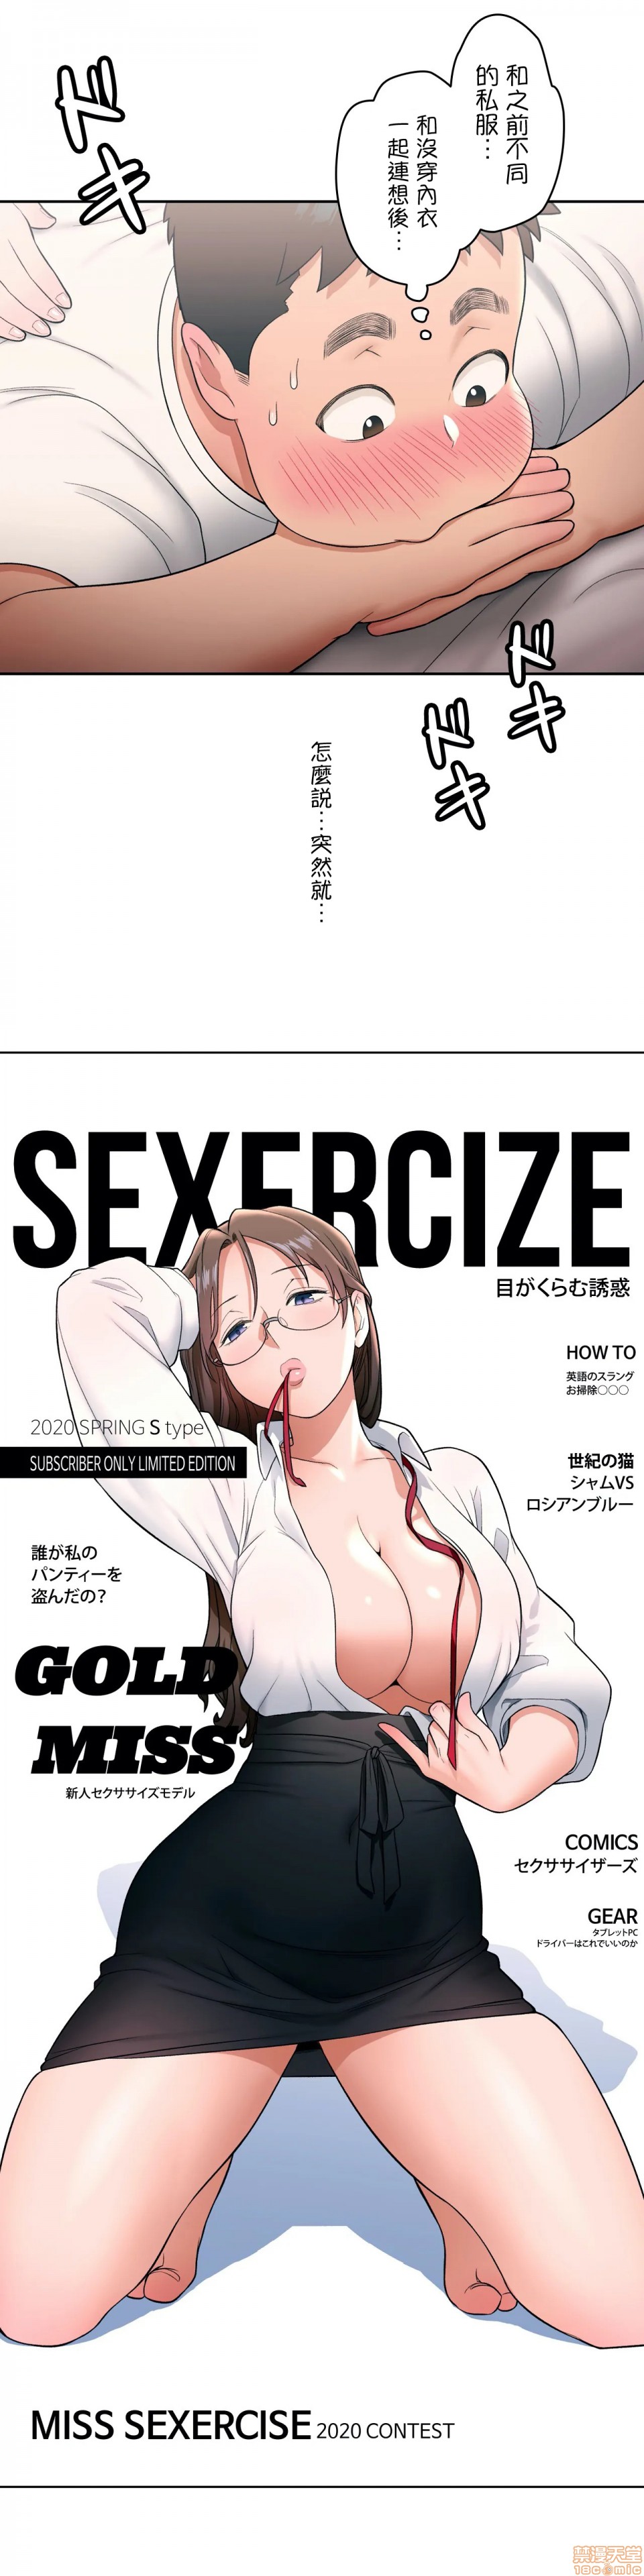 和之前不同
的私服…
和沒穿內衣
一起連想後…
ドキ
ドキ
ドキ
怎麼説…突然就…
SEXERCIZE
目がくらむ誘惑
HOW TO
英語のスラング
お掃除○○○
2020 SPRING S type
SUBSCRIBER ONLY LIMITED EDITION
世紀の猫
シャムVS
ロシアンブルー
誰が私の
パンティーを
盗んだの?
GOLD
MISS
新人セクササイズモデル
COMICS
セクササイザーズ
GEAR
タブレットPC
ドライバーはこれでいいのか
MISS SEXERCISE 2020 CONTEST
禁漫天堂
18comic